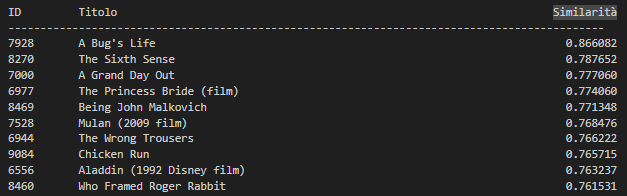 ID Titolo Similarità
--------------------------------------------------------------------------------------------
7928 A Bug's Life 0.866082
8270 The Sixth Sense 0.787652
7000 A Grand Day Out 0.777060
6977 The Princess Bride (film) 0.774060
8469 Being John Malkovich 0.771348
7528 Mulan (2009 film) 0.768476
6944 The Wrong Trousers 0.766222
9084 Chicken Run 0.765715
6556 Aladdin (1992 Disney film) 0.763237
8460 Who Framed Roger Rabbit 0.761531